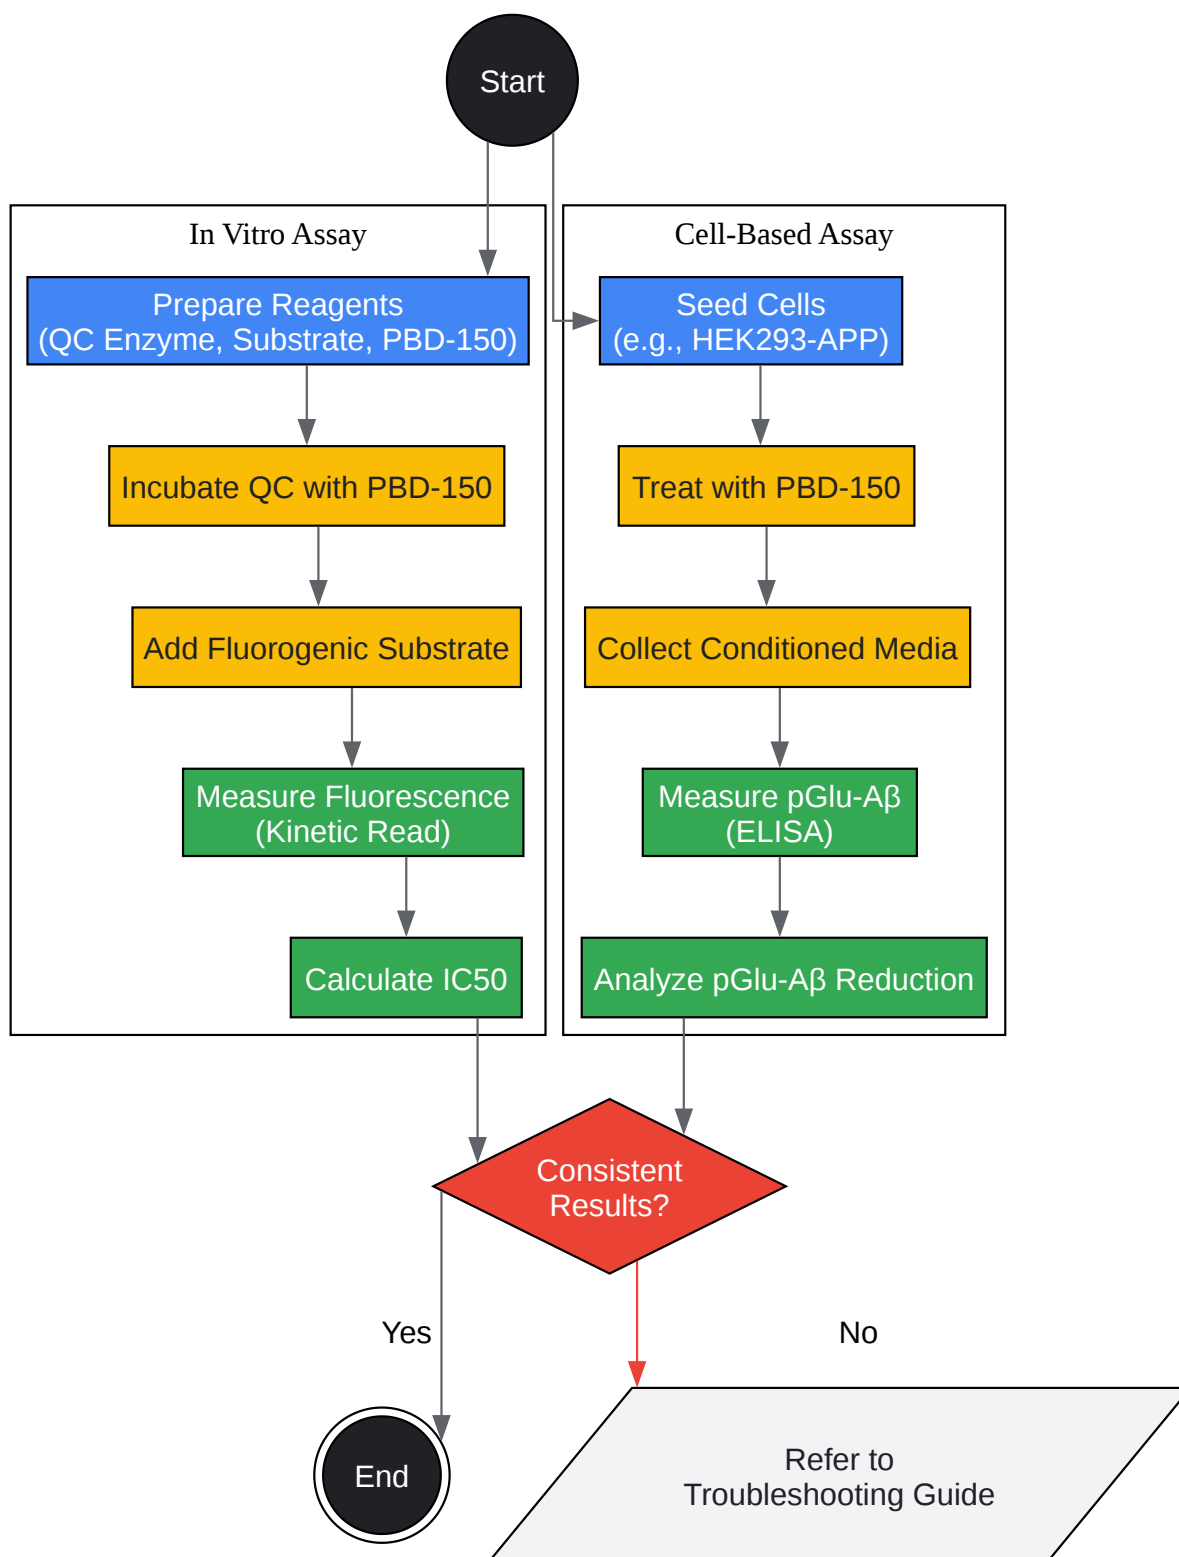 Start
In Vitro Assay
Prepare Reagents
(QC Enzyme, Substrate, PBD-150)
Incubate QC with PBD-150
Add Fluorogenic Substrate
Measure Fluorescence
(Kinetic Read)
Calculate IC50
Cell-Based Assay
Seed Cells
(e.g., HEK293-APP)
Treat with PBD-150
Collect Conditioned Media
Measure pGlu-Aβ
(ELISA)
Analyze pGlu-Aβ Reduction
Consistent
Results?
Yes
No
End
Refer to
Troubleshooting Guide